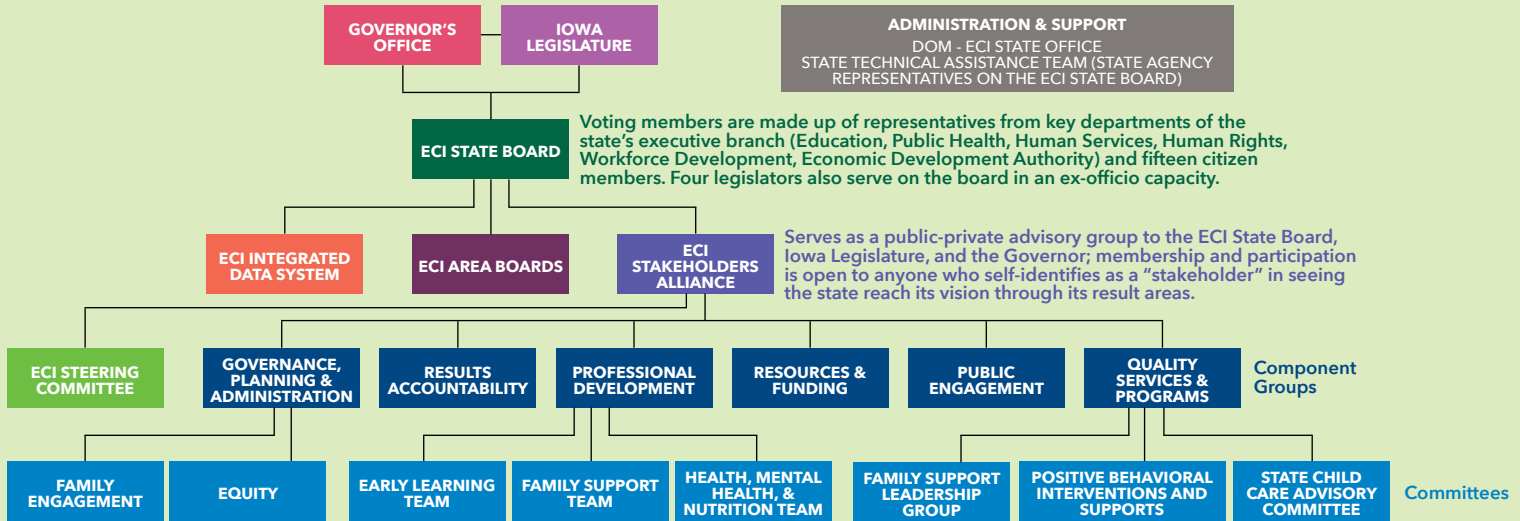 GOVERNOR'S
OFFICE
IOWA
LEGISLATURE
ADMINISTRATION & SUPPORT
DOM - ECI STATE OFFICE
STATE TECHNICAL ASSISTANCE TEAM (STATE AGENCY
REPRESENTATIVES ON THE ECI STATE BOARD)
ECI STATE BOARD
Voting members are made up of representatives from key departments of the
state's executive branch (Education, Public Health, Human Services, Human Rights,
Workforce Development, Economic Development Authority) and fifteen citizen
members. Four legislators also serve on the board in an ex-officio capacity.
ECI INTEGRATED
DATA SYSTEM
ECI AREA BOARDS
ECI
STAKEHOLDERS
ALLIANCE
Serves as a public-private advisory group to the ECI State Board,
Iowa Legislature, and the Governor; membership and participation
is open to anyone who self-identifies as a “stakeholder” in seeing
the state reach its vision through its result areas.
ECI STEERING
COMMITTEE
GOVERNANCE,
PLANNING &
ADMINISTRATION
RESULTS
ACCOUNTABILITY
PROFESSIONAL
DEVELOPMENT
RESOURCES &
FUNDING
PUBLIC
ENGAGEMENT
QUALITY
SERVICES &
PROGRAMS
Component
Groups
FAMILY
ENGAGEMENT
EQUITY
EARLY LEARNING
TEAM
FAMILY SUPPORT
TEAM
HEALTH, MENTAL
HEALTH, &
NUTRITION TEAM
FAMILY SUPPORT
LEADERSHIP
GROUP
POSITIVE BEHAVIORAL
INTERVENTIONS AND
SUPPORTS
STATE CHILD
CARE ADVISORY
COMMITTEE
Committees